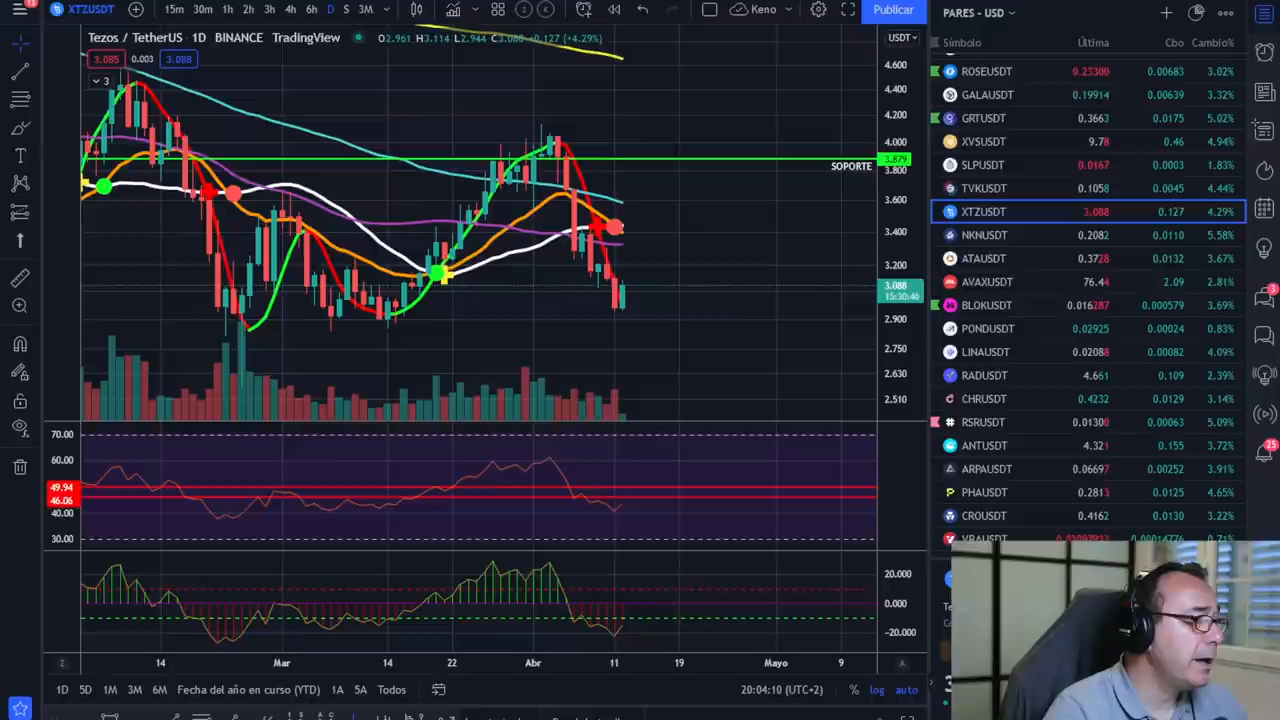 13
XTZUSDT
15m 30m 1h 2h 3h 4h 6h D S 3M
2 K
Keno
Publicar
Tezos / TetherUS · 1D · BINANCE · TradingView
O2.961 H3.114 L2.944 C3.088 +0.127 (+4.29%)
USDT
3.085 0.003 3.088
3
4.600
4.400
4.200
4.000
3.879
SOPORTE
3.800
3.600
3.400
3.200
3.088
15:30:46
2.900
2.750
2.630
2.510
70.00
60.00
49.94
46.06
40.00
30.00
20.000
0.000
−20.000
Z 14 Mar 14 22 Abr 11 19 Mayo 9 A
1D 5D 1M 3M 6M Fecha del año en curso (YTD) 1A 5A Todos
20:04:10 (UTC+2) % log auto
PARES - USD
Símbolo Última Cbo Cambio%
ROSEUSDT 0.23300 0.00683 3.02%
GALAUSDT 0.19914 0.00639 3.32%
GRTUSDT 0.3663 0.0175 5.02%
XVSUSDT 9.78 0.46 4.94%
SLPUSDT 0.0167 0.0003 1.83%
TVKUSDT 0.1058 0.0045 4.44%
XTZUSDT 3.088 0.127 4.29%
NKNUSDT 0.2082 0.0110 5.58%
ATAUSDT 0.3728 0.0132 3.67%
AVAXUSDT 76.44 2.09 2.81%
BLOKUSDT 0.016287 0.000579 3.69%
PONDUSDT 0.02925 0.00024 0.83%
LINAUSDT 0.02088 0.00082 4.09%
RADUSDT 4.661 0.109 2.39%
CHRUSDT 0.4232 0.0129 3.14%
RSRUSDT 0.01300 0.00063 5.09%
ANTUSDT 4.321 0.155 3.72%
ARPAUSDT 0.06697 0.00252 3.91%
PHAUSDT 0.2813 0.0125 4.65%
CROUSDT 0.4162 0.0130 3.22%
3
25